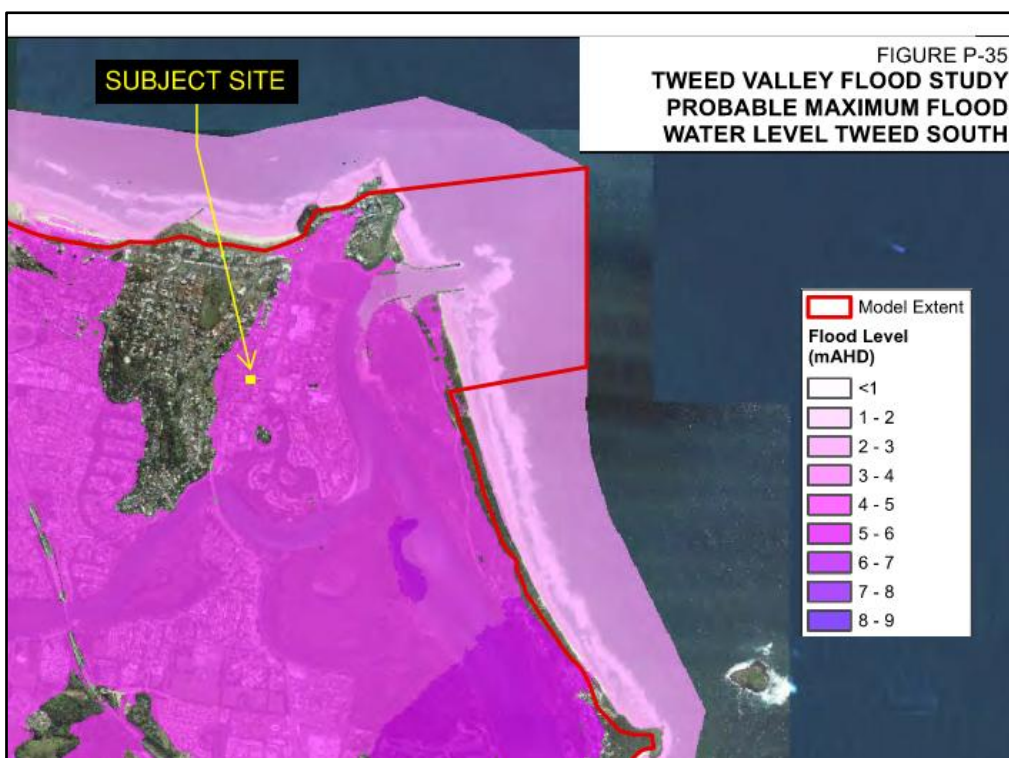 SUBJECT SITE
FIGURE P-35
TWEED VALLEY FLOOD STUDY
PROBABLE MAXIMUM FLOOD
WATER LEVEL TWEED SOUTH
Model Extent
Flood Level
(mAHD)
<1
1 - 2
2 - 3
3 - 4
4 - 5
5 - 6
6 - 7
7 - 8
8 - 9